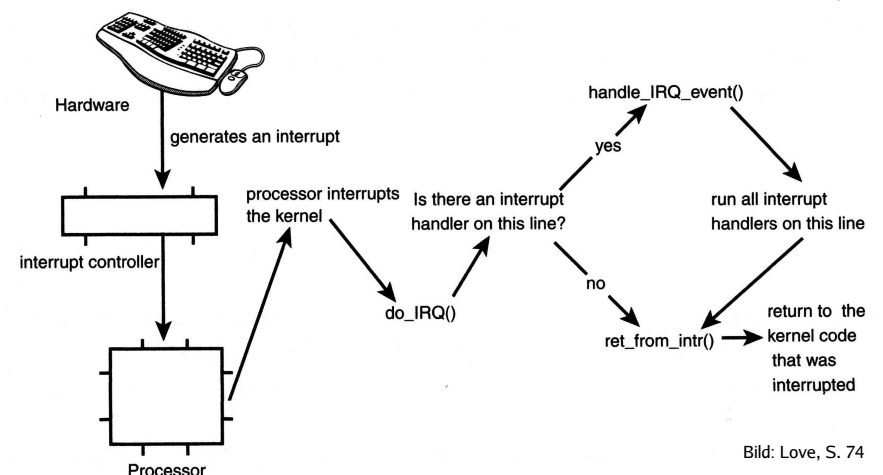 Hardware
generates an interrupt
interrupt controller
Processor
processor interrupts
the kernel
do_IRQ()
Is there an interrupt
handler on this line?
yes
no
handle_IRQ_event()
run all interrupt
handlers on this line
ret_from_intr()
return to the
kernel code
that was
interrupted
Bild: Love, S. 74